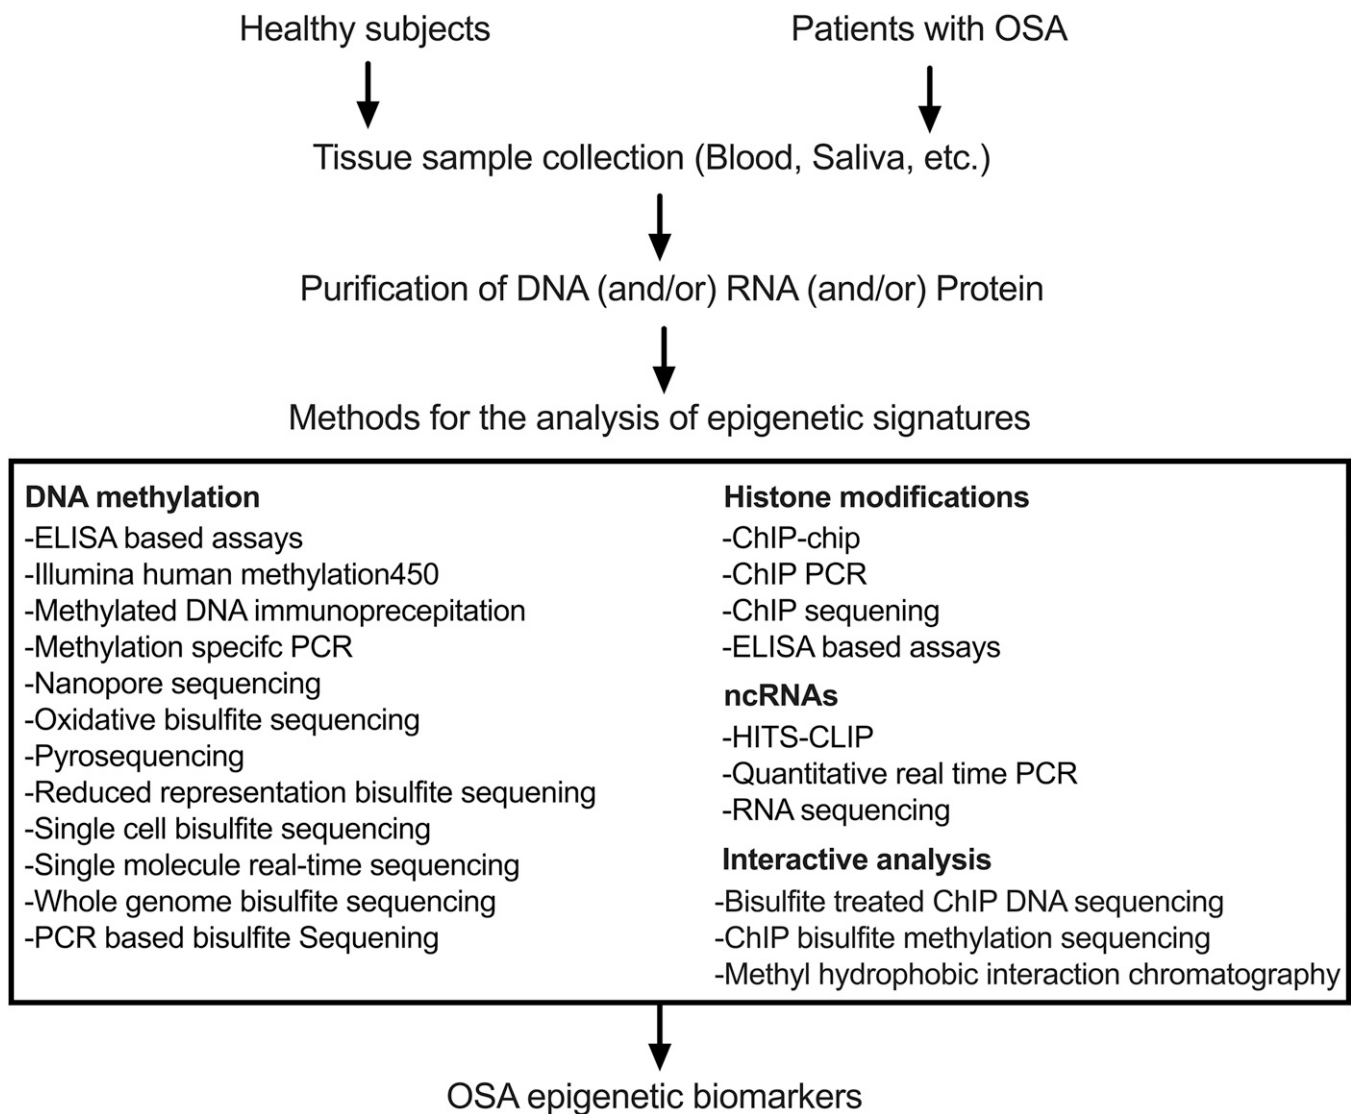 Healthy subjects
Patients with OSA
Tissue sample collection (Blood, Saliva, etc.)
Purification of DNA (and/or) RNA (and/or) Protein
Methods for the analysis of epigenetic signatures
DNA methylation
-ELISA based assays
-Illumina human methylation450
-Methylated DNA immunoprecepitation
-Methylation specifc PCR
-Nanopore sequencing
-Oxidative bisulfite sequencing
-Pyrosequencing
-Reduced representation bisulfite sequening
-Single cell bisulfite sequencing
-Single molecule real-time sequencing
-Whole genome bisulfite sequencing
-PCR based bisulfite Sequening
Histone modifications
-ChIP-chip
-ChIP PCR
-ChIP sequening
-ELISA based assays
ncRNAs
-HITS-CLIP
-Quantitative real time PCR
-RNA sequencing
Interactive analysis
-Bisulfite treated ChIP DNA sequencing
-ChIP bisulfite methylation sequencing
-Methyl hydrophobic interaction chromatography
OSA epigenetic biomarkers